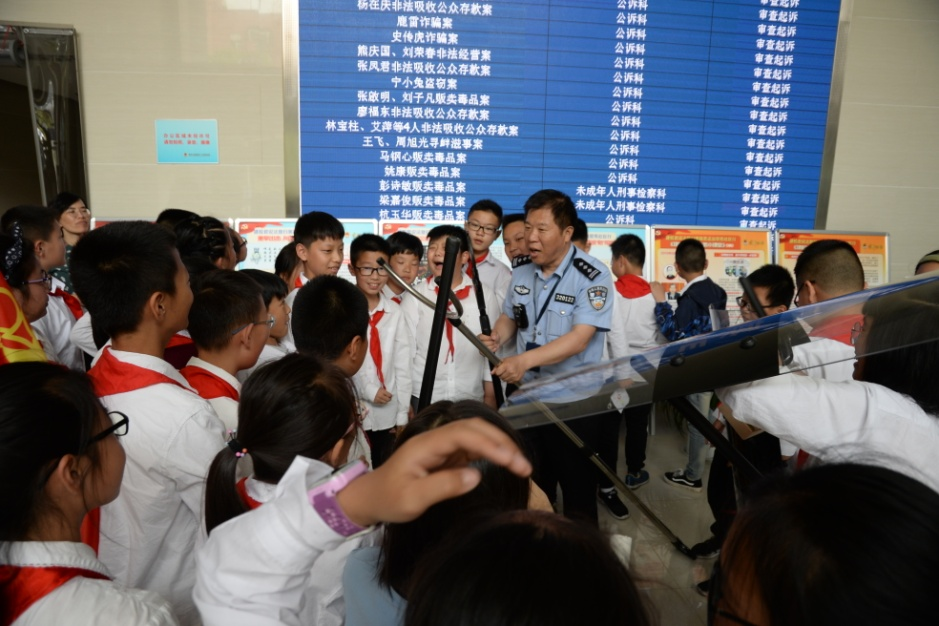 杨在庆非法吸收公众存款案 公诉科 审查起诉
鹿雷诈骗案 公诉科 审查起诉
史传虎诈骗案 公诉科 审查起诉
熊庆国、刘荣春非法经营案 公诉科 审查起诉
张凤君非法吸收公众存款案 公诉科 审查起诉
宁小兔盗窃案 公诉科 审查起诉
张啟明、刘子凡贩卖毒品案 公诉科 审查起诉
廖福东非法吸收公众存款案 公诉科 审查起诉
林宝柱、艾萍等4人非法吸收公众存款案 公诉科 审查起诉
王飞、周旭光寻衅滋事案 公诉科 审查起诉
马钢心贩卖毒品案 公诉科 审查起诉
姚康贩卖毒品案 公诉科 审查起诉
彭诗敏贩卖毒品案 未成年人刑事检察科 审查起诉
梁嘉俊贩卖毒品案 未成年人刑事检察科 审查起诉
杭玉华贩卖毒品案 公诉科 审查起诉